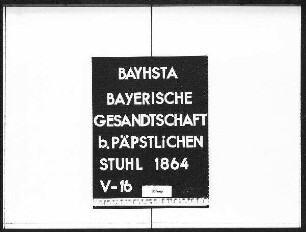 BAYHSTA
BAYERISCHE
GESANDTSCHAFT
b. PÄPSTLiCHEN
STUHL 1864
V-16